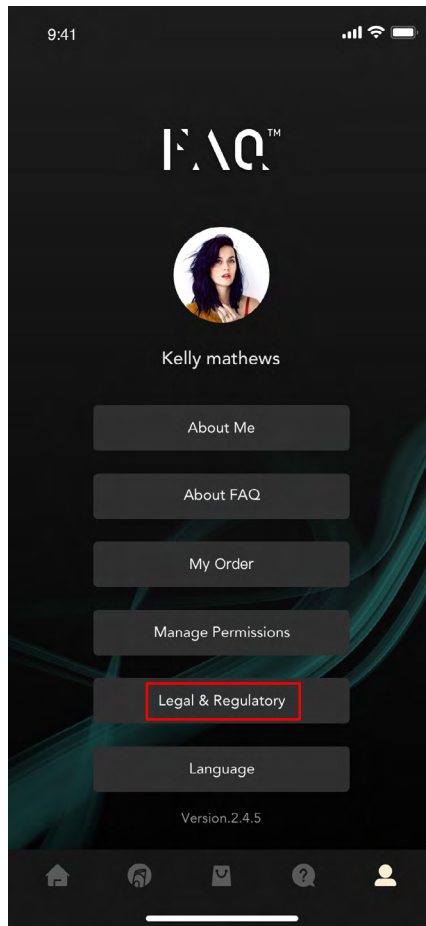 9:41
FAQ™
Kelly mathews
About Me
About FAQ
My Order
Manage Permissions
Legal & Regulatory
Language
Version.2.4.5
?